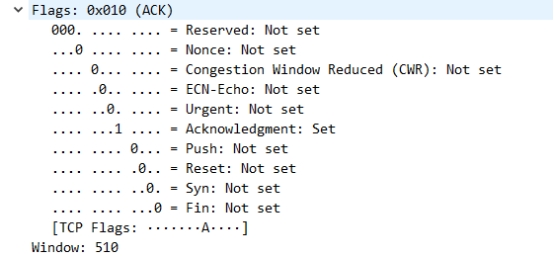 Flags: 0x010 (ACK)
000. .... .... = Reserved: Not set
...0 .... .... = Nonce: Not set
.... 0... .... = Congestion Window Reduced (CWR): Not set
.... .0.. .... = ECN-Echo: Not set
.... ..0. .... = Urgent: Not set
.... ...1 .... = Acknowledgment: Set
.... .... 0... = Push: Not set
.... .... .0.. = Reset: Not set
.... .... ..0. = Syn: Not set
.... .... ...0 = Fin: Not set
[TCP Flags: ·······A····]
Window: 510